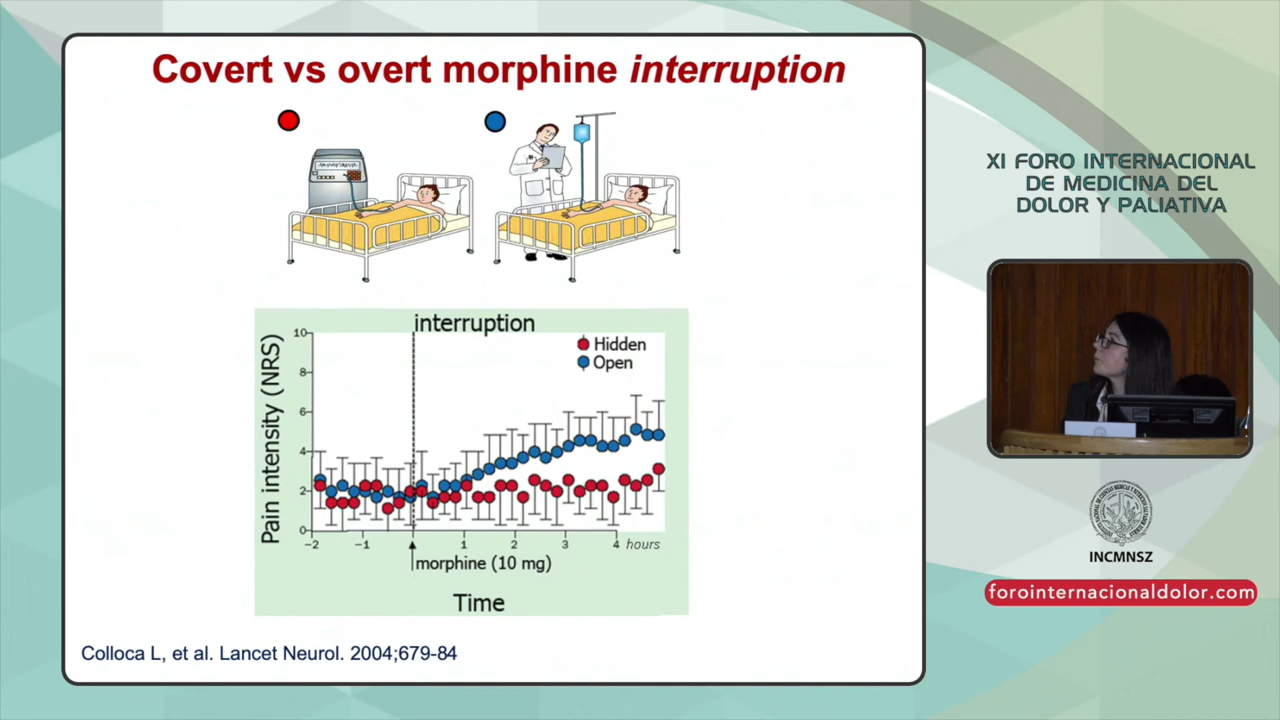 Covert vs overt morphine interruption
interruption
Hidden
Open
Pain intensity (NRS)
10
8
6
4
2
0
−2
−1
1
2
3
4
hours
morphine (10 mg)
Time
Colloca L, et al. Lancet Neurol. 2004;679-84
XI FORO INTERNACIONAL
DE MEDICINA DEL
DOLOR Y PALIATIVA
INCMNSZ
forointernacionaldolor.com